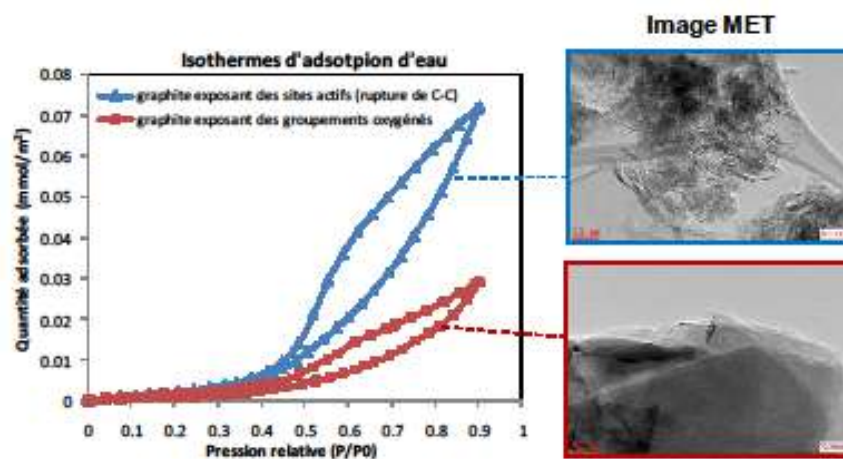 Image MET
Isothermes d'adsotpion d'eau
graphite exposant des sites actifs (rupture de C-C)
graphite exposant des groupements oxygénés
Quantité adsorbée (mmol/m²)
0.08
0.07
0.06
0.05
0.04
0.03
0.02
0.01
0
0 0.1 0.2 0.3 0.4 0.5 0.6 0.7 0.8 0.9 1
Pression relative (P/P0)